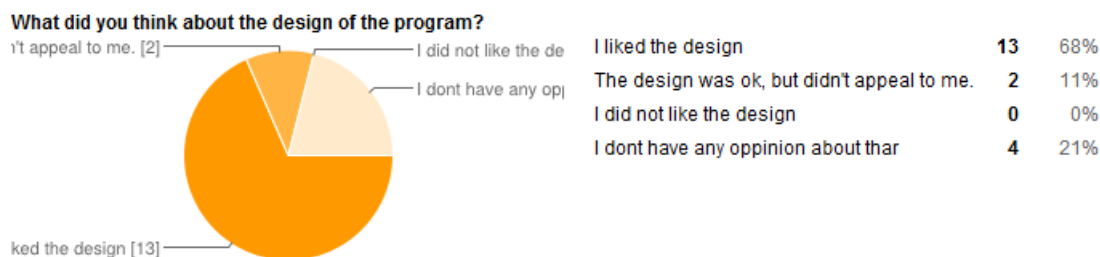 What did you think about the design of the program?
't appeal to me. [2]
I did not like the de
I dont have any opp
ked the design [13]
I liked the design 13 68%
The design was ok, but didn't appeal to me. 2 11%
I did not like the design 0 0%
I dont have any oppinion about thar 4 21%